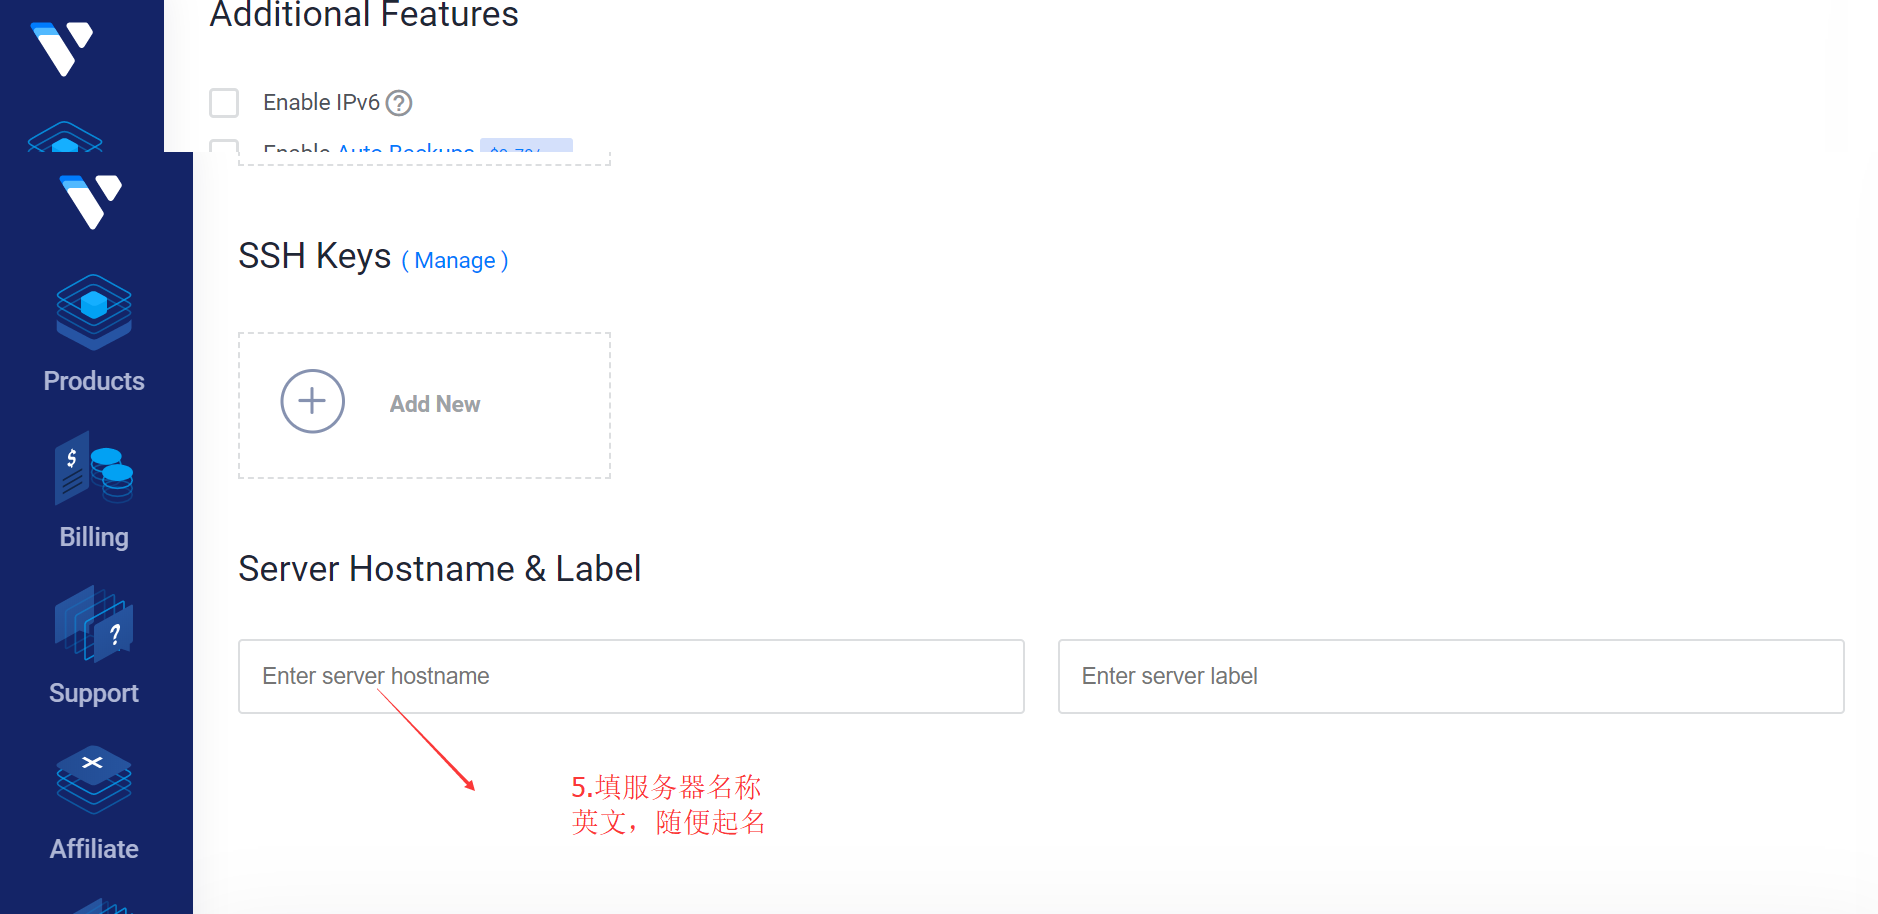 Additional Features
Enable IPv6 ?
Enable Auto Backups
SSH Keys ( Manage )
Products
Add New
$
Billing
Server Hostname & Label
?
Support
Enter server hostname
Enter server label
5.填服务器名称
英文，随便起名
Affiliate